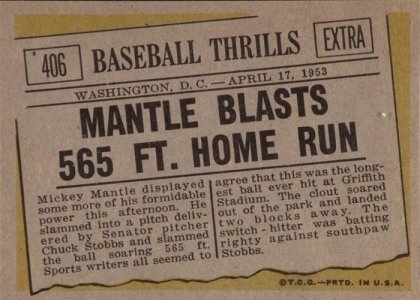 406
BASEBALL THRILLS
EXTRA
WASHINGTON, D. C.—APRIL 17, 1953
MANTLE BLASTS
565 FT. HOME RUN
Mickey Mantle displayed
some more of his formidable
power this afternoon. He
slammed into a pitch deliv-
ered by Senator pitcher
Chuck Stobbs and slammed
the ball soaring 565 ft.
Sports writers all seemed to
agree that this was the long-
est ball ever hit at Griffith
Stadium. The clout soared
out of the park and landed
two blocks away. The
switch-hitter was batting
righty against southpaw
Stobbs.
©T.C.G.—PRTD. IN U.S.A.